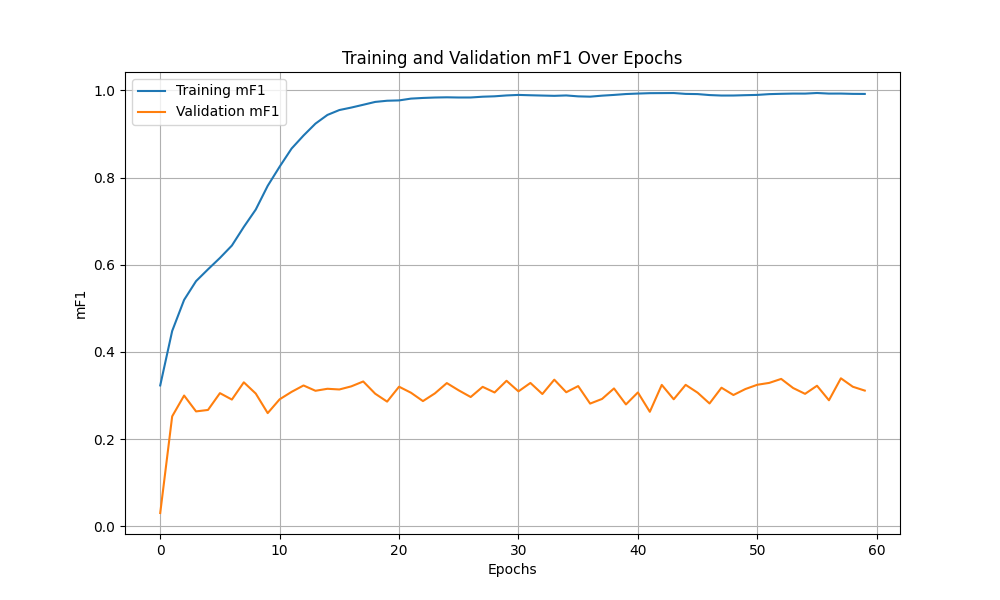 Training and Validation mF1 Over Epochs
Training mF1
Validation mF1
mF1
1.0
0.8
0.6
0.4
0.2
0.0
0 10 20 30 40 50 60
Epochs